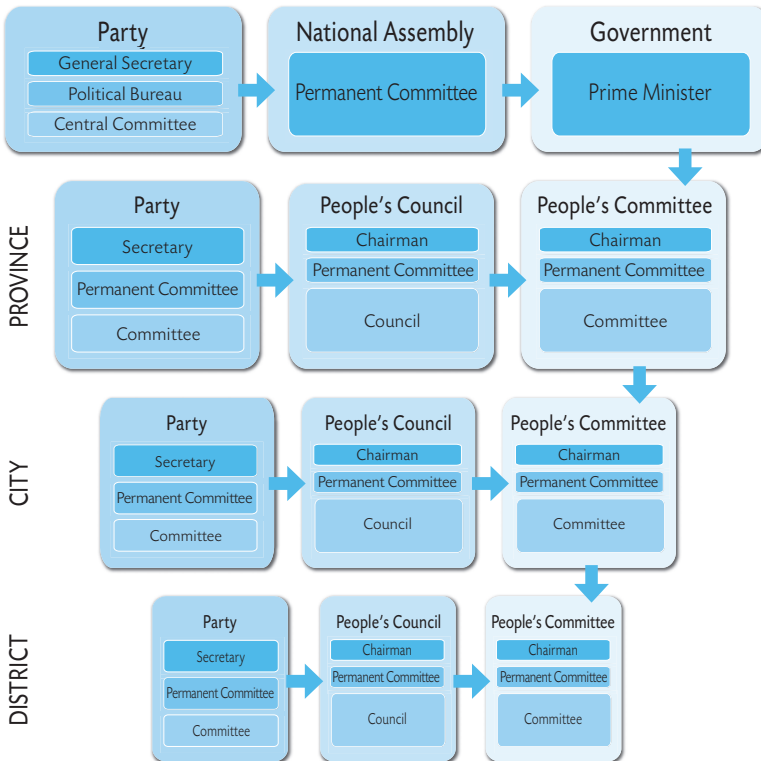 Party
General Secretary
Political Bureau
Central Committee
National Assembly
Permanent Committee
Government
Prime Minister
PROVINCE
Party
Secretary
Permanent Committee
Committee
People's Council
Chairman
Permanent Committee
Council
People's Committee
Chairman
Permanent Committee
Committee
CITY
Party
Secretary
Permanent Committee
Committee
People's Council
Chairman
Permanent Committee
Council
People's Committee
Chairman
Permanent Committee
Committee
DISTRICT
Party
Secretary
Permanent Committee
Committee
People's Council
Chairman
Permanent Committee
Council
People's Committee
Chairman
Permanent Committee
Committee